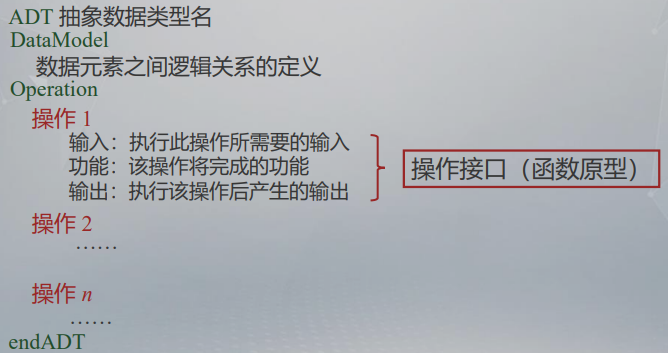 ADT 抽象数据类型名
DataModel
数据元素之间逻辑关系的定义
Operation
操作 1
输入：执行此操作所需要的输入
功能：该操作将完成的功能
输出：执行该操作后产生的输出
操作接口（函数原型）
操作 2
……
操作 n
……
endADT